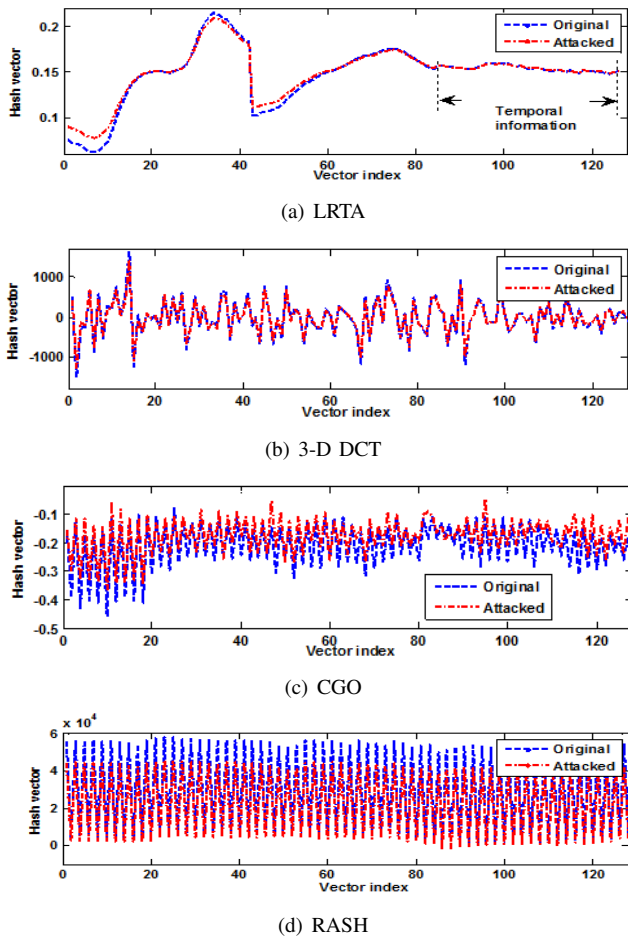 0.2
0.15
0.1
Hash vector
Original
Attacked
Temporal
information
0 20 40 60 80 100 120
Vector index
(a) LRTA
1000
0
-1000
Hash vector
Original
Attacked
0 20 40 60 80 100 120
Vector index
(b) 3-D DCT
-0.1
-0.2
-0.3
-0.4
-0.5
Hash vector
Original
Attacked
0 20 40 60 80 100 120
Vector index
(c) CGO
x 10^4
6
4
2
0
Hash vector
Original
Attacked
0 20 40 60 80 100 120
Vector index
(d) RASH